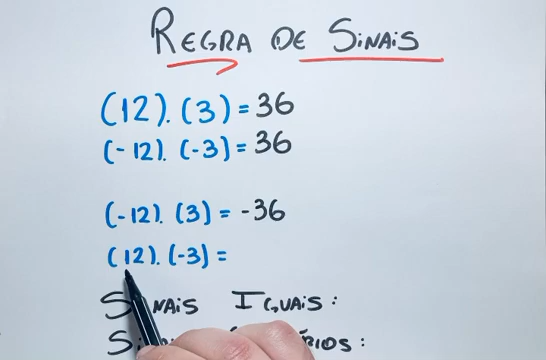 REGRA DE SINAIS
(12). (3) = 36
(-12). (-3) = 36
(-12). (3) = -36
(12). (-3) =
IGUAIS: